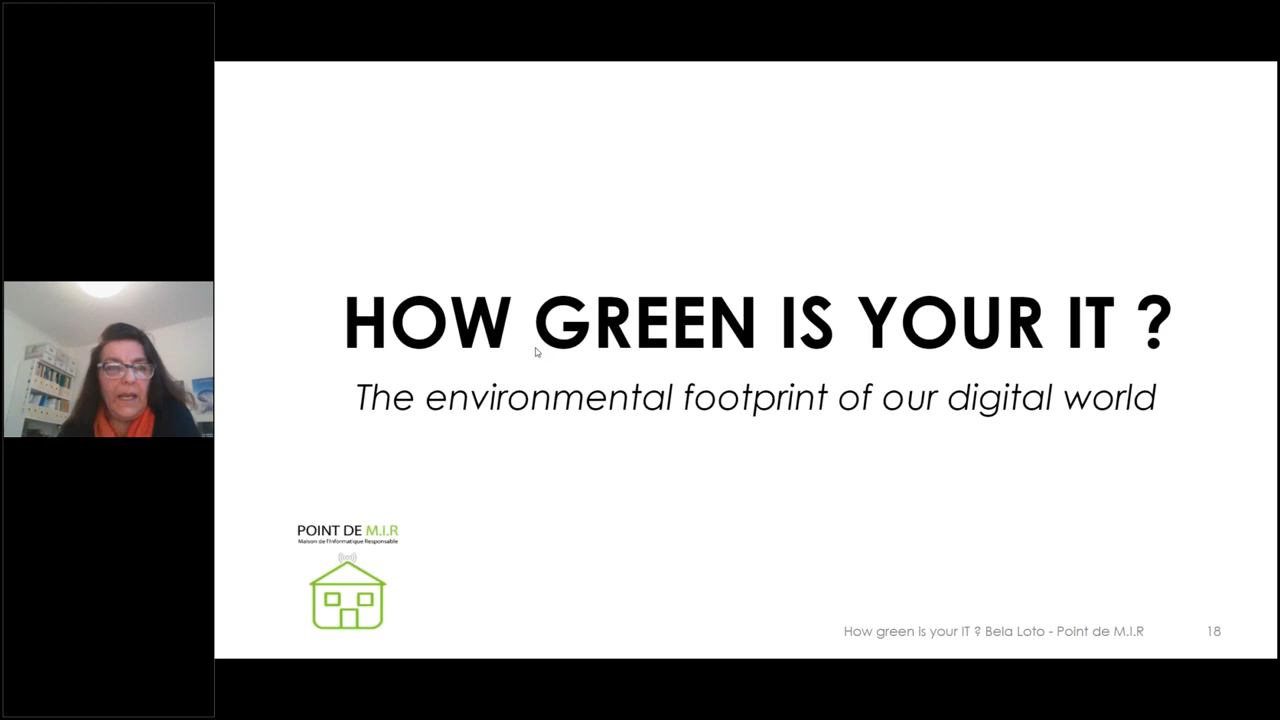 HOW GREEN IS YOUR IT ?
The environmental footprint of our digital world
POINT DE M.I.R
Maison de l'Informatique Responsable
How green is your IT ? Bela Loto - Point de M.I.R
18